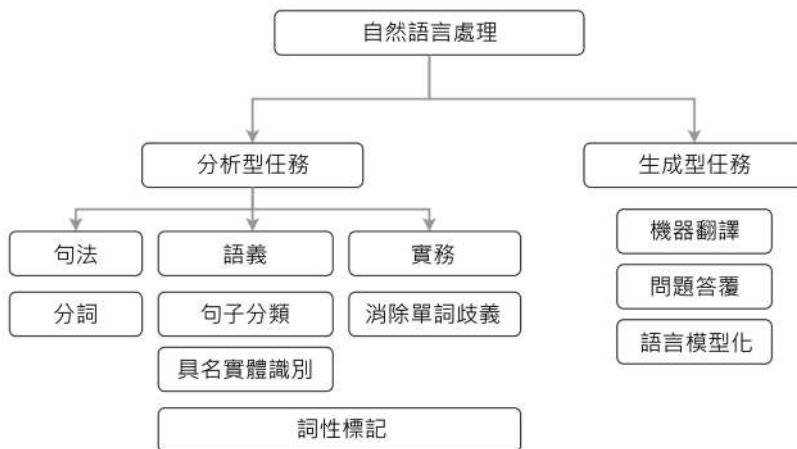 自然語言處理
分析型任務
生成型任務
句法
語義
實務
機器翻譯
分詞
句子分類
消除單詞歧義
問題答覆
具名實體識別
語言模型化
詞性標記